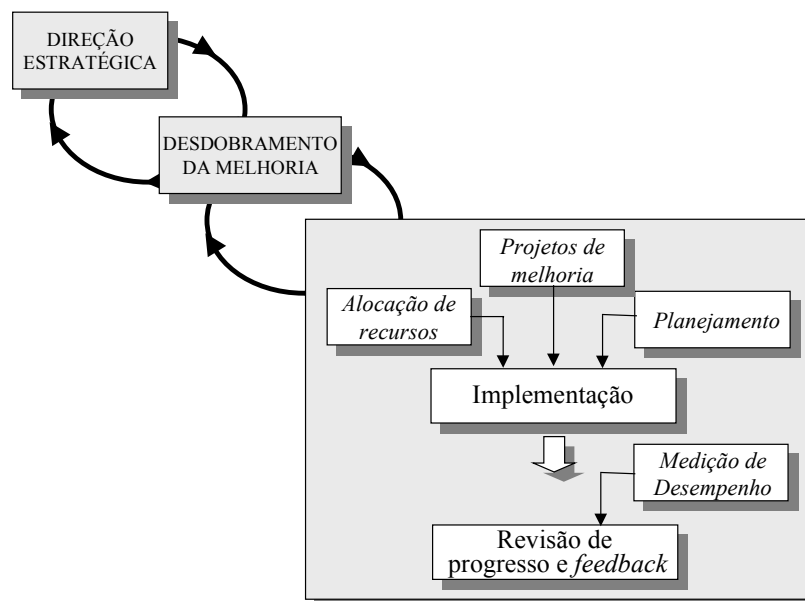 DIREÇÃO
ESTRATÉGICA
DESDOBRAMENTO
DA MELHORIA
Projetos de
melhoria
Alocação de
recursos
Planejamento
Implementação
Medição de
Desempenho
Revisão de
progresso e feedback